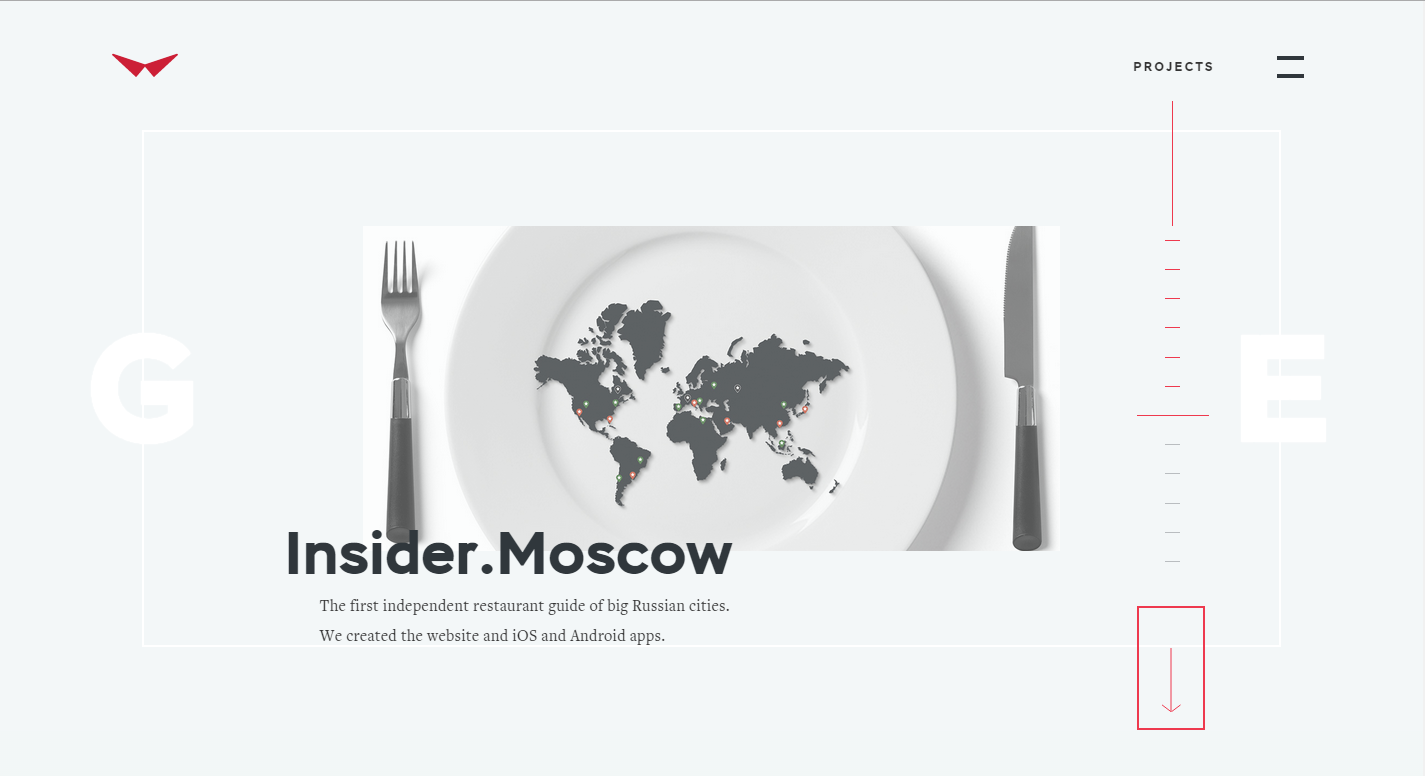 PROJECTS
G
E
Insider.Moscow
The first independent restaurant guide of big Russian cities.
We created the website and iOS and Android apps.